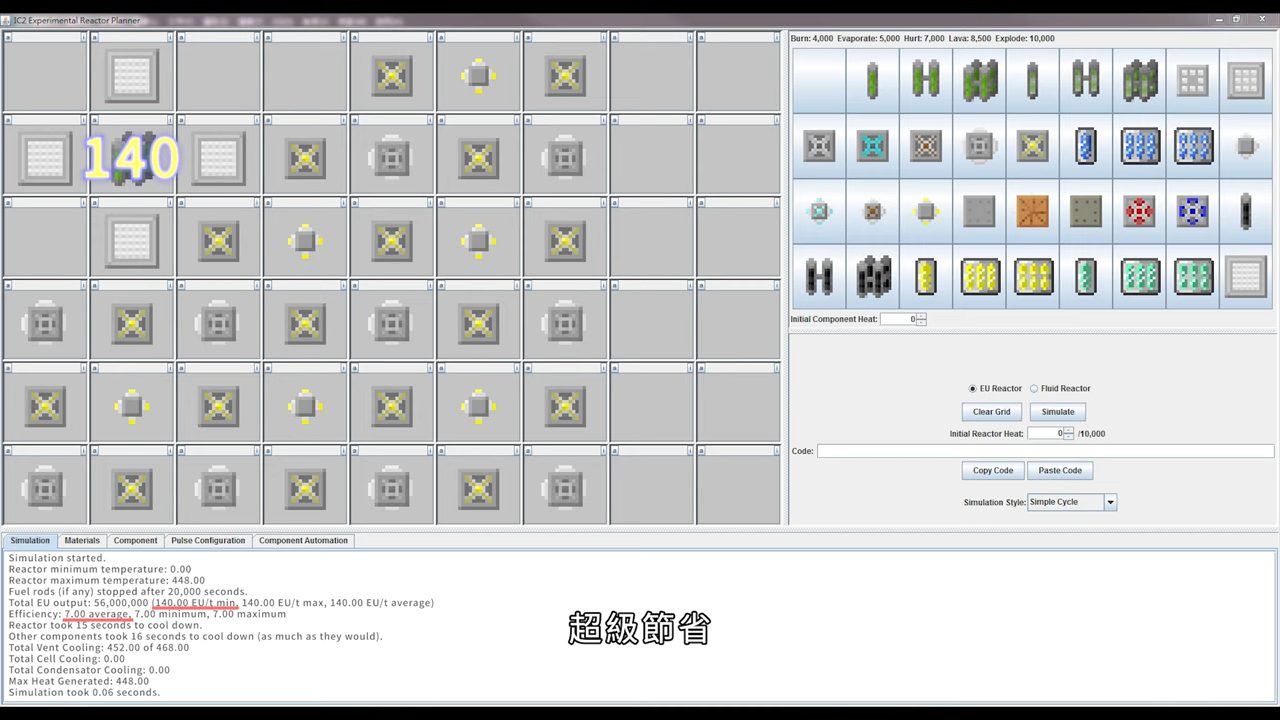 IC2 Experimental Reactor Planner
Burn: 4,000 Evaporate: 5,000 Hurt: 7,000 Lava: 8,500 Explode: 10,000
140
Initial Component Heat: 0
EU Reactor Fluid Reactor
Clear Grid Simulate
Initial Reactor Heat: 0 /10,000
Code:
Copy Code Paste Code
Simulation Style: Simple Cycle
Simulation Materials Component Pulse Configuration Component Automation
Simulation started.
Reactor minimum temperature: 0.00
Reactor maximum temperature: 448.00
Fuel rods (if any) stopped after 20,000 seconds.
Total EU output: 56,000,000 (140.00 EU/t min, 140.00 EU/t max, 140.00 EU/t average)
Efficiency: 7.00 average, 7.00 minimum, 7.00 maximum
Reactor took 15 seconds to cool down.
Other components took 16 seconds to cool down (as much as they would).
Total Vent Cooling: 452.00 of 468.00
Total Cell Cooling: 0.00
Total Condensator Cooling: 0.00
Max Heat Generated: 448.00
Simulation took 0.06 seconds.
超級節省